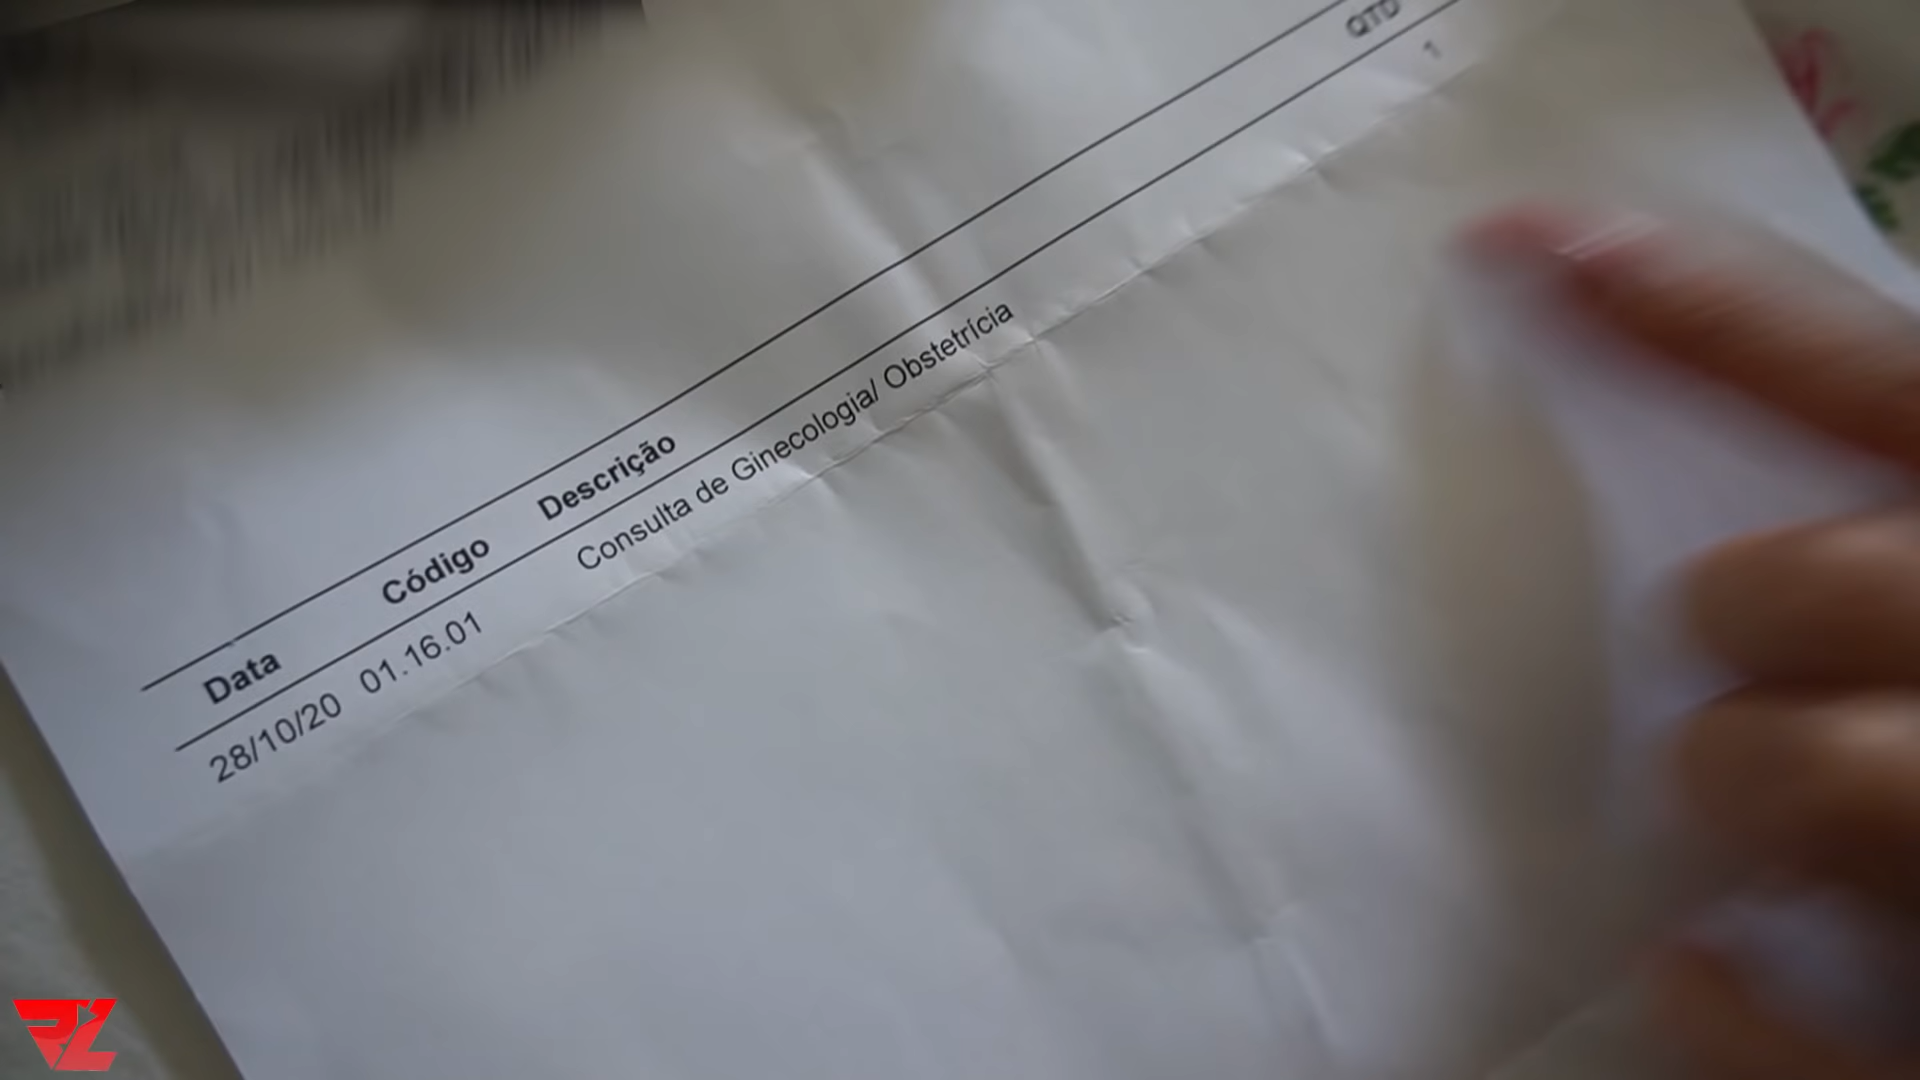 Data Código Descrição QTD
28/10/20 01.16.01 Consulta de Ginecologia/ Obstetrícia 1